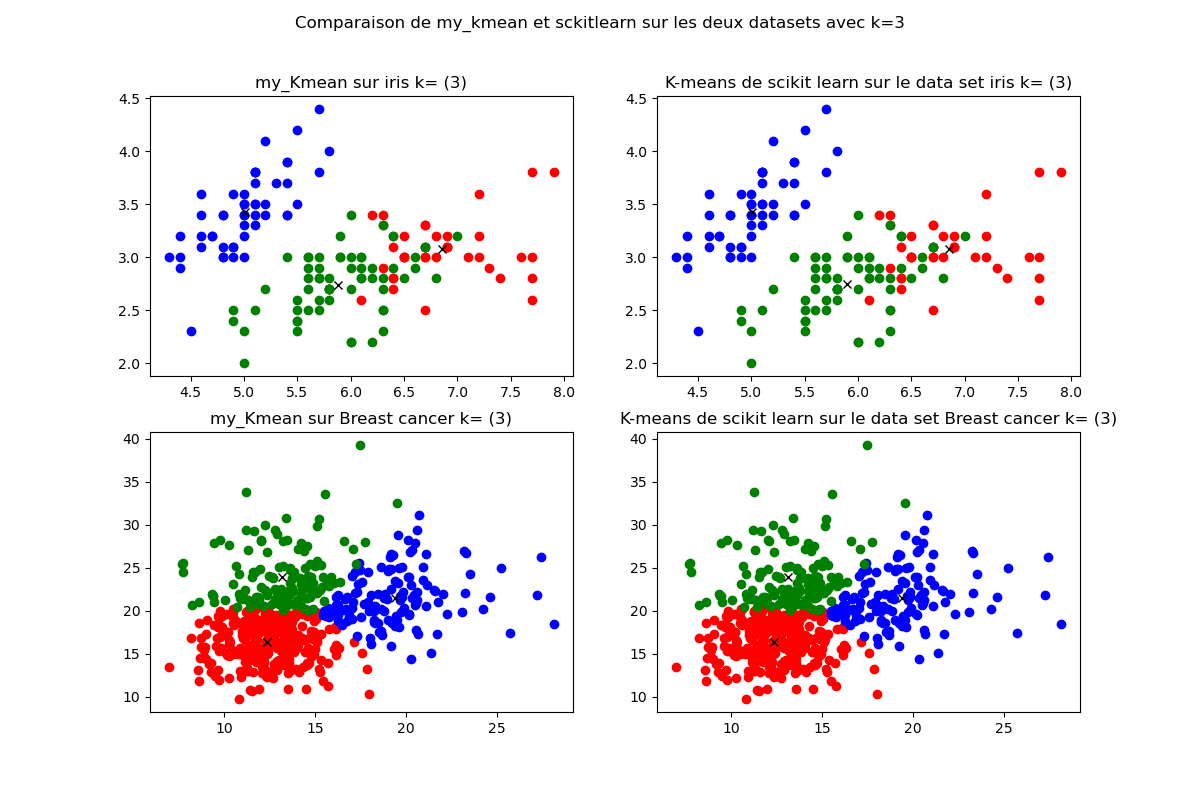 Comparaison de my_kmean et sckitlearn sur les deux datasets avec k=3
my_Kmean sur iris k= (3)
4.5
4.0
3.5
3.0
2.5
2.0
4.5 5.0 5.5 6.0 6.5 7.0 7.5 8.0
K-means de scikit learn sur le data set iris k= (3)
4.5
4.0
3.5
3.0
2.5
2.0
4.5 5.0 5.5 6.0 6.5 7.0 7.5 8.0
my_Kmean sur Breast cancer k= (3)
40
35
30
25
20
15
10
10 15 20 25
K-means de scikit learn sur le data set Breast cancer k= (3)
40
35
30
25
20
15
10
10 15 20 25